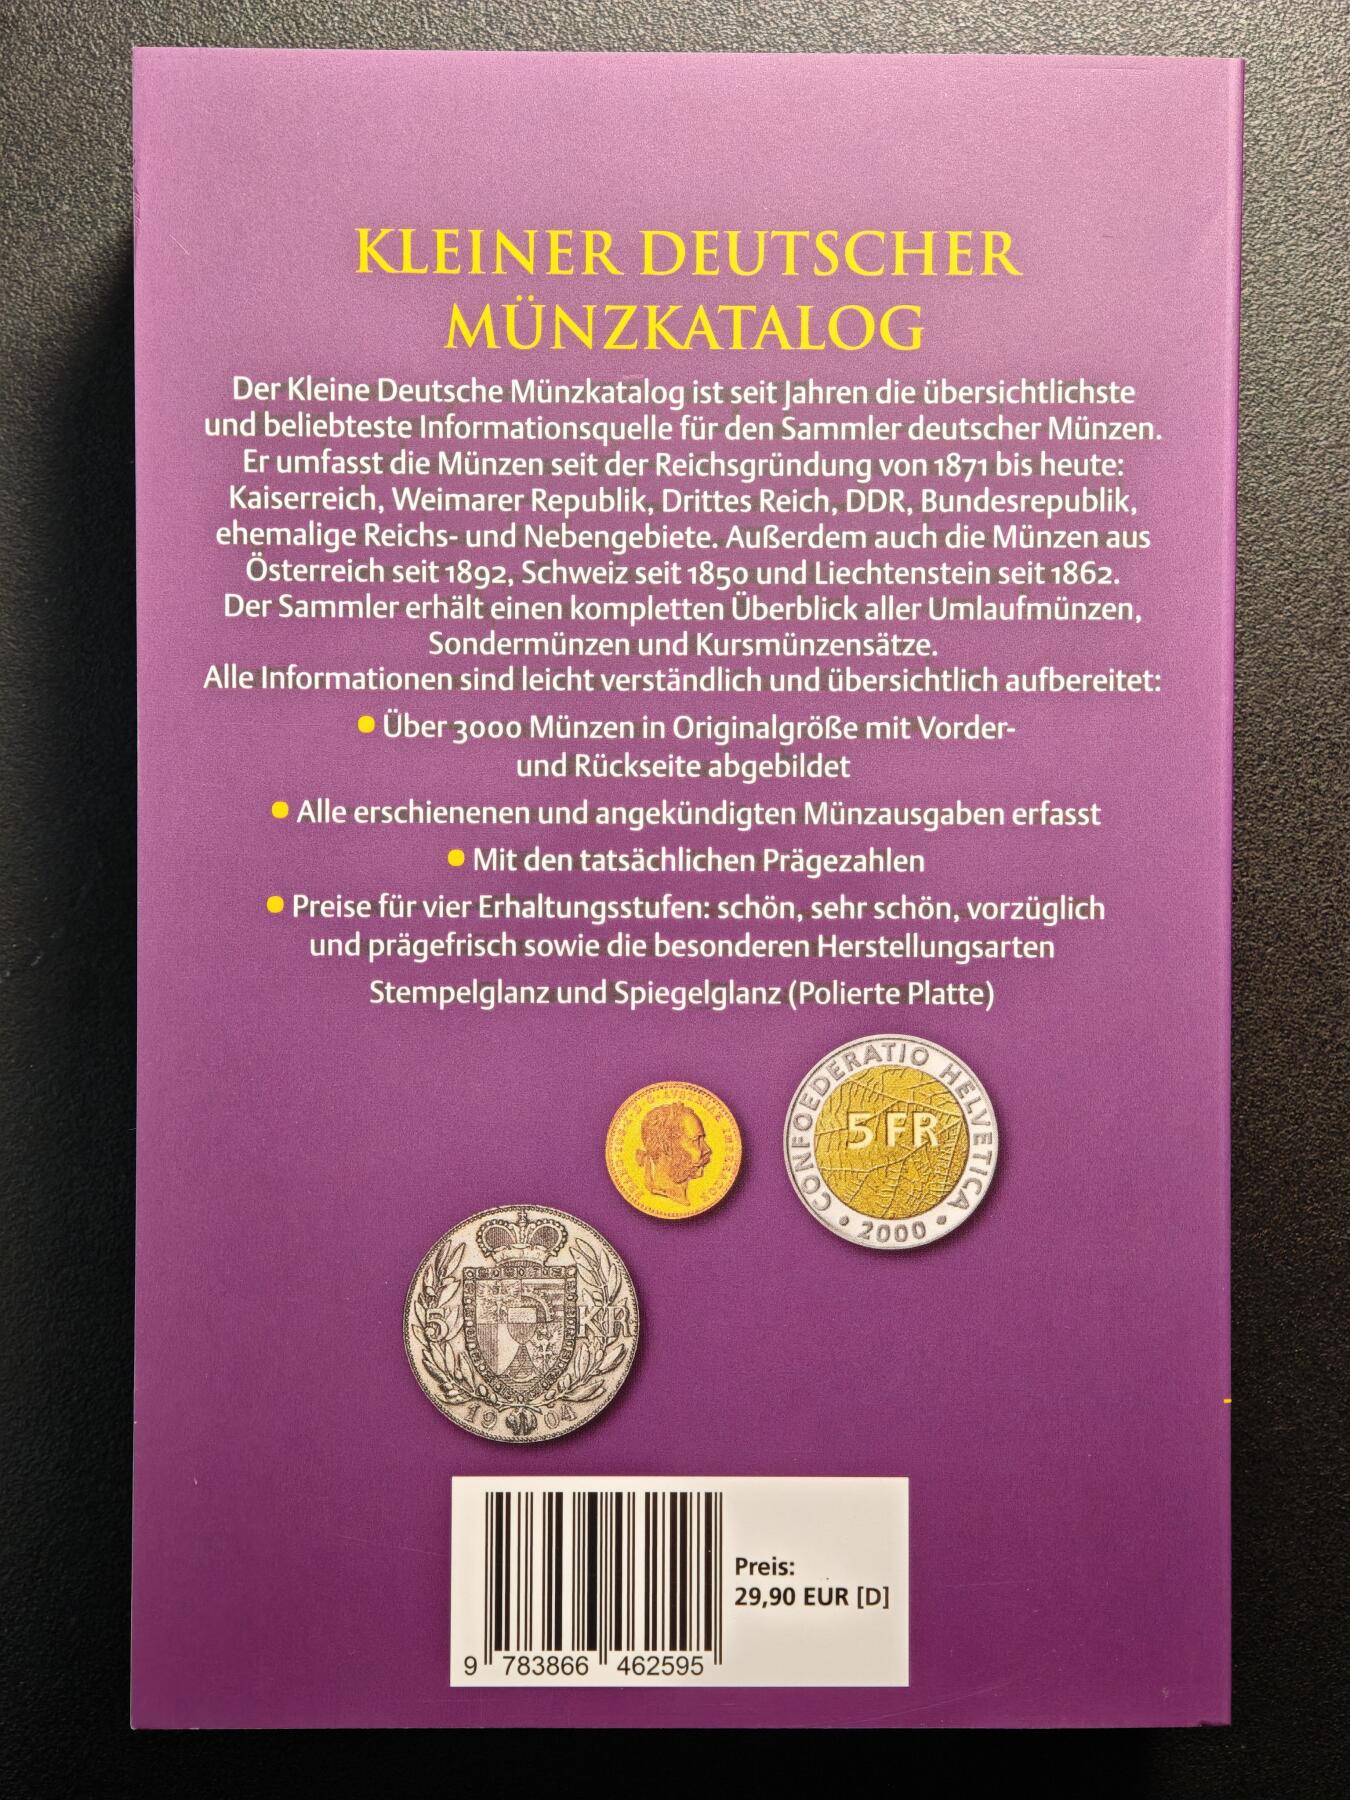 KLEINER DEUTSCHER
MÜNZKATALOG
Der Kleine Deutsche Münzkatalog ist seit Jahren die übersichtlichste
und beliebteste Informationsquelle für den Sammler deutscher Münzen.
Er umfasst die Münzen seit der Reichsgründung von 1871 bis heute:
Kaiserreich, Weimarer Republik, Drittes Reich, DDR, Bundesrepublik,
ehemalige Reichs- und Nebengebiete. Außerdem auch die Münzen aus
Österreich seit 1892, Schweiz seit 1850 und Liechtenstein seit 1862.
Der Sammler erhält einen kompletten Überblick aller Umlaufmünzen,
Sondermünzen und Kursmünzensätze.
Alle Informationen sind leicht verständlich und übersichtlich aufbereitet:
● Über 3000 Münzen in Originalgröße mit Vorder-
und Rückseite abgebildet
● Alle erschienenen und angekündigten Münzausgaben erfasst
● Mit den tatsächlichen Prägezahlen
● Preise für vier Erhaltungsstufen: schön, sehr schön, vorzüglich
und prägefrisch sowie die besonderen Herstellungsarten
Stempelglanz und Spiegelglanz (Polierte Platte)
CONFOEDERATIO HELVETICA
5 FR
• 2000 •
5 KR
1904
Preis:
29,90 EUR [D]
9 783866 462595